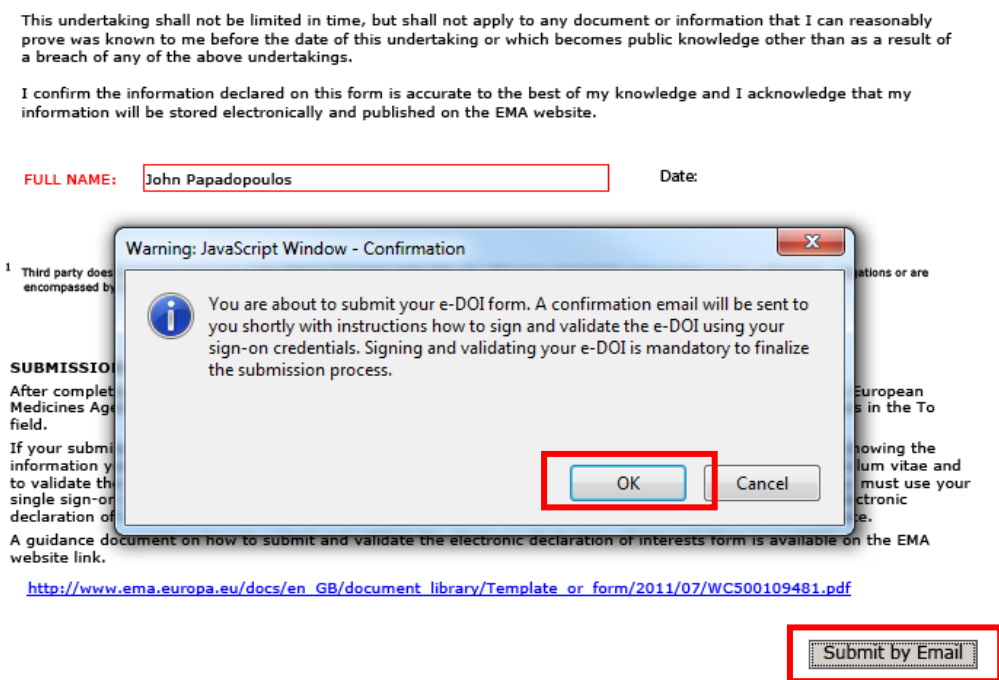 This undertaking shall not be limited in time, but shall not apply to any document or information that I can reasonably
prove was known to me before the date of this undertaking or which becomes public knowledge other than as a result of
a breach of any of the above undertakings.
I confirm the information declared on this form is accurate to the best of my knowledge and I acknowledge that my
information will be stored electronically and published on the EMA website.
FULL NAME: John Papadopoulos Date:
Warning: JavaScript Window - Confirmation
1 Third party does or are
encompassed by
You are about to submit your e-DOI form. A confirmation email will be sent to
you shortly with instructions how to sign and validate the e-DOI using your
sign-on credentials. Signing and validating your e-DOI is mandatory to finalize
the submission process.
OK Cancel
After European
Medicines in the To
field.
If your the
information vitae and
to validate must use your
single
declaration of
A guidance document on how to submit and validate the electronic declaration of interests form is available on the EMA
website link.
http://www.ema.europa.eu/docs/en_GB/document_library/Template_or_form/2011/07/WC500109481.pdf
Submit by Email